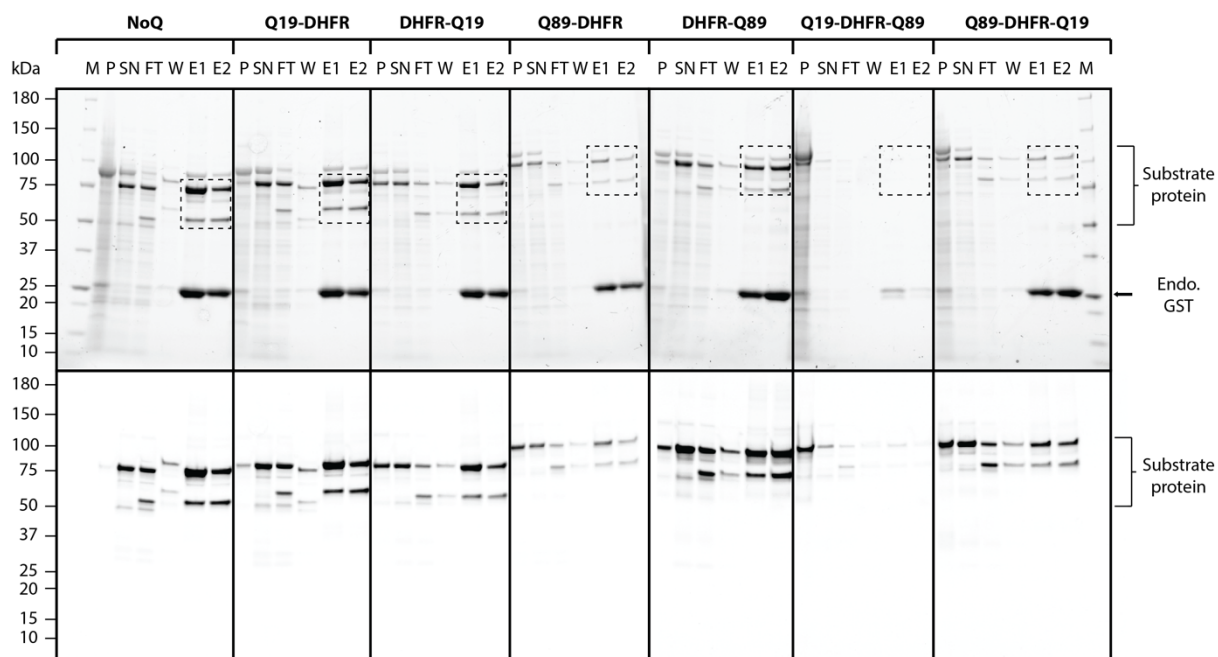 NoQ Q19-DHFR DHFR-Q19 Q89-DHFR DHFR-Q89 Q19-DHFR-Q89 Q89-DHFR-Q19
kDa M P SN FT W E1 E2 P SN FT W E1 E2 P SN FT W E1 E2 P SN FT W E1 E2 P SN FT W E1 E2 P SN FT W E1 E2 P SN FT W E1 E2 M
180
150
100
75
50
37
25
20
15
10
Substrate
protein
Endo.
GST
180
150
100
75
50
37
25
20
15
10
Substrate
protein